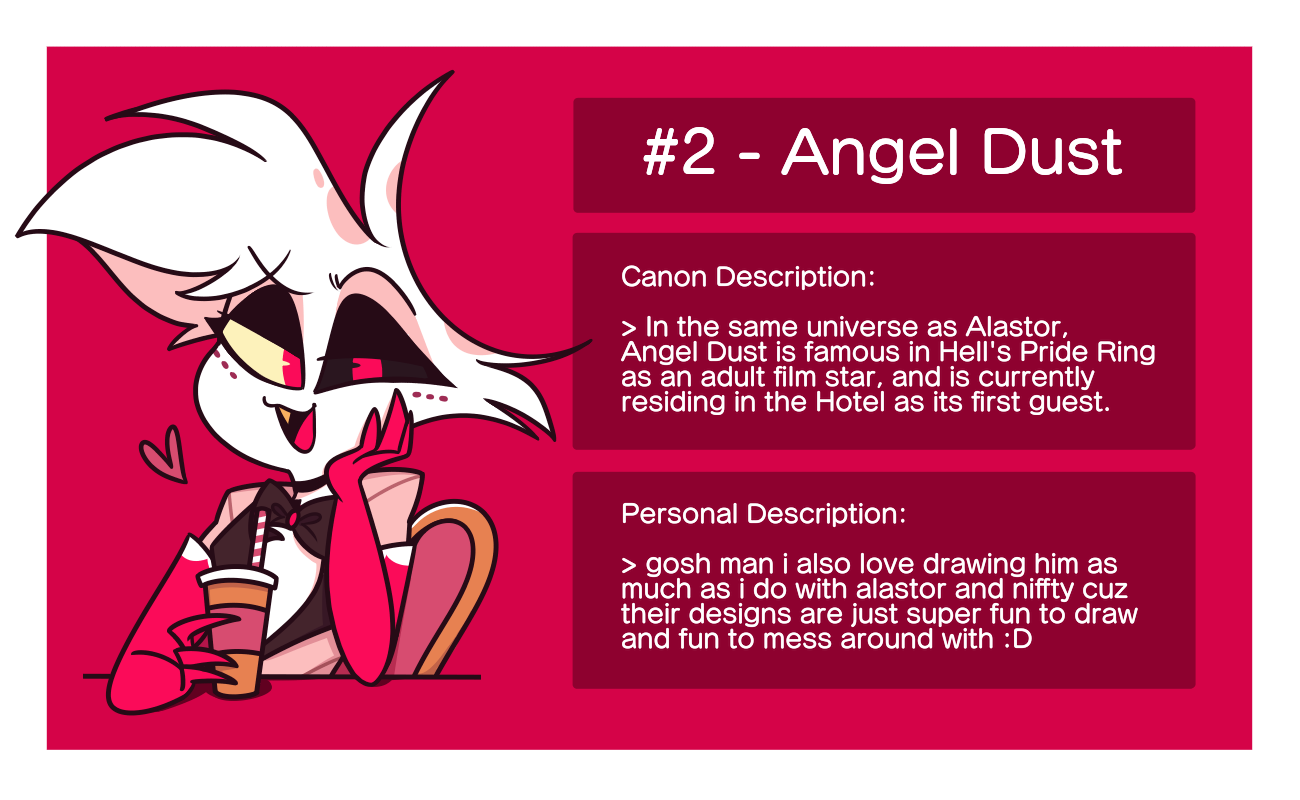 #2 - Angel Dust
Canon Description:
> In the same universe as Alastor,
Angel Dust is famous in Hell's Pride Ring
as an adult film star, and is currently
residing in the Hotel as its first guest.
Personal Description:
> gosh man i also love drawing him as
much as i do with alastor and niffty cuz
their designs are just super fun to draw
and fun to mess around with :D